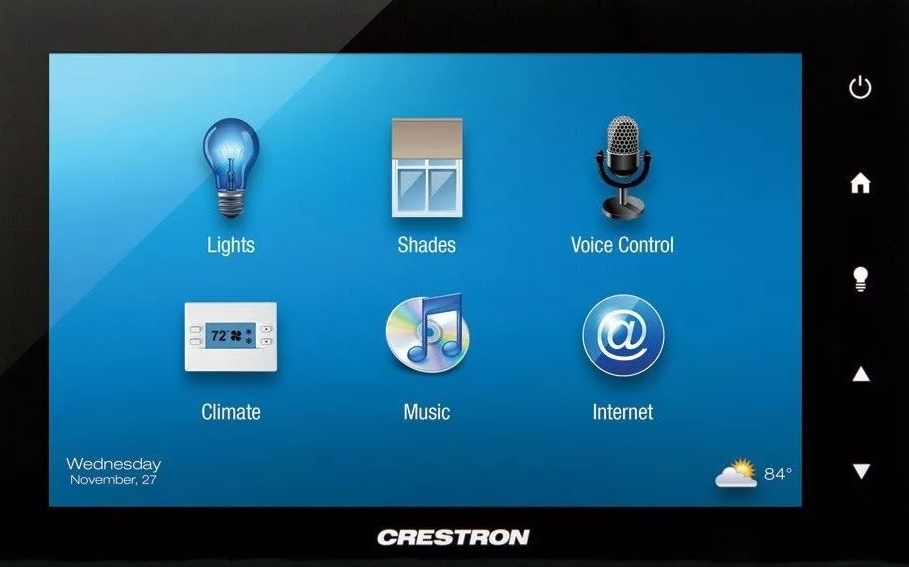 Lights
Shades
Voice Control
72°
Climate
Music
@
Internet
Wednesday
November, 27
84°
CRESTRON